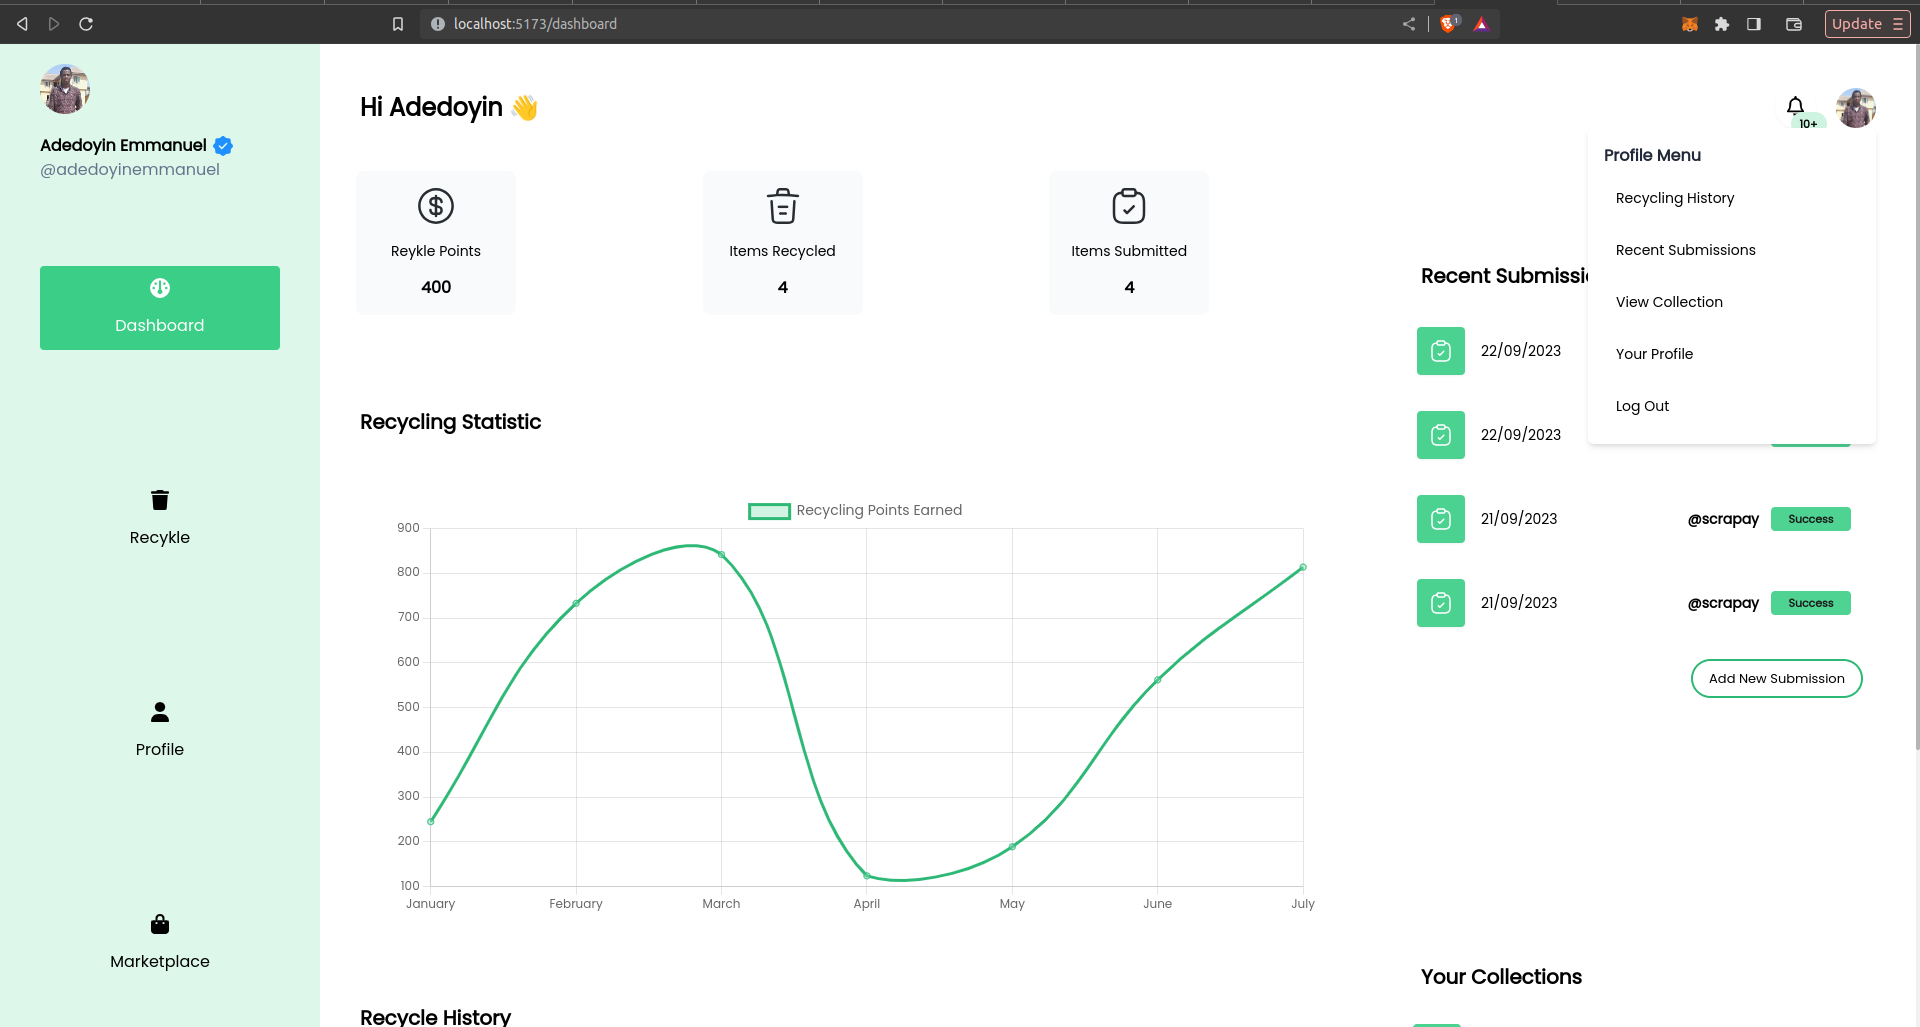 localhost:5173/dashboard
1
Update
Adedoyin Emmanuel
@adedoyinemmanuel
Dashboard
Recykle
Profile
Marketplace
Hi Adedoyin 👋
10+
Reykle Points
400
Items Recycled
4
Items Submitted
4
Profile Menu
Recycling History
Recent Submissions
View Collection
Your Profile
Log Out
Recycling Statistic
Recycling Points Earned
900
800
700
600
500
400
300
200
100
January February March April May June July
Recycle History
Recent Submissi
22/09/2023
22/09/2023
21/09/2023 @scrapay Success
21/09/2023 @scrapay Success
Add New Submission
Your Collections